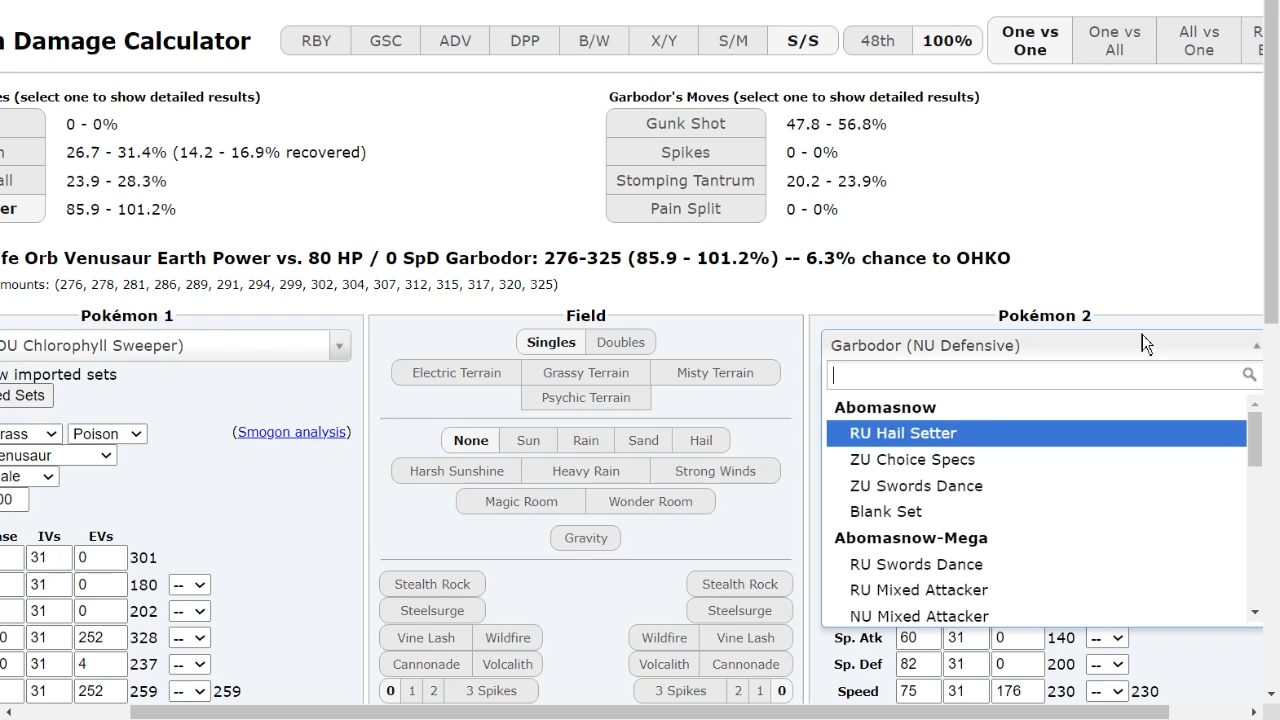 n Damage Calculator
RBY GSC ADV DPP B/W X/Y S/M S/S
48th 100%
One vs One
One vs All
All vs One
es (select one to show detailed results)
0 - 0%
26.7 - 31.4% (14.2 - 16.9% recovered)
all 23.9 - 28.3%
er 85.9 - 101.2%
Garbodor's Moves (select one to show detailed results)
Gunk Shot 47.8 - 56.8%
Spikes 0 - 0%
Stomping Tantrum 20.2 - 23.9%
Pain Split 0 - 0%
fe Orb Venusaur Earth Power vs. 80 HP / 0 SpD Garbodor: 276-325 (85.9 - 101.2%) -- 6.3% chance to OHKO
mounts: (276, 278, 281, 286, 289, 291, 294, 299, 302, 304, 307, 312, 315, 317, 320, 325)
Pokémon 1
OU Chlorophyll Sweeper)
w imported sets
ed Sets
rass Poison (Smogon analysis)
enusaur
ale
00
ase IVs EVs
31 0 301
31 0 180 --
31 0 202 --
0 31 252 328 --
0 31 4 237 --
31 252 259 -- 259
Field
Singles Doubles
Electric Terrain Grassy Terrain Misty Terrain
Psychic Terrain
None Sun Rain Sand Hail
Harsh Sunshine Heavy Rain Strong Winds
Magic Room Wonder Room
Gravity
Stealth Rock Stealth Rock
Steelsurge Steelsurge
Vine Lash Wildfire Wildfire Vine Lash
Cannonade Volcalith Volcalith Cannonade
0 1 2 3 Spikes 3 Spikes 2 1 0
Pokémon 2
Garbodor (NU Defensive)
Abomasnow
RU Hail Setter
ZU Choice Specs
ZU Swords Dance
Blank Set
Abomasnow-Mega
RU Swords Dance
RU Mixed Attacker
NU Mixed Attacker
Sp. Atk 60 31 0 140 --
Sp. Def 82 31 0 200 --
Speed 75 31 176 230 -- 230